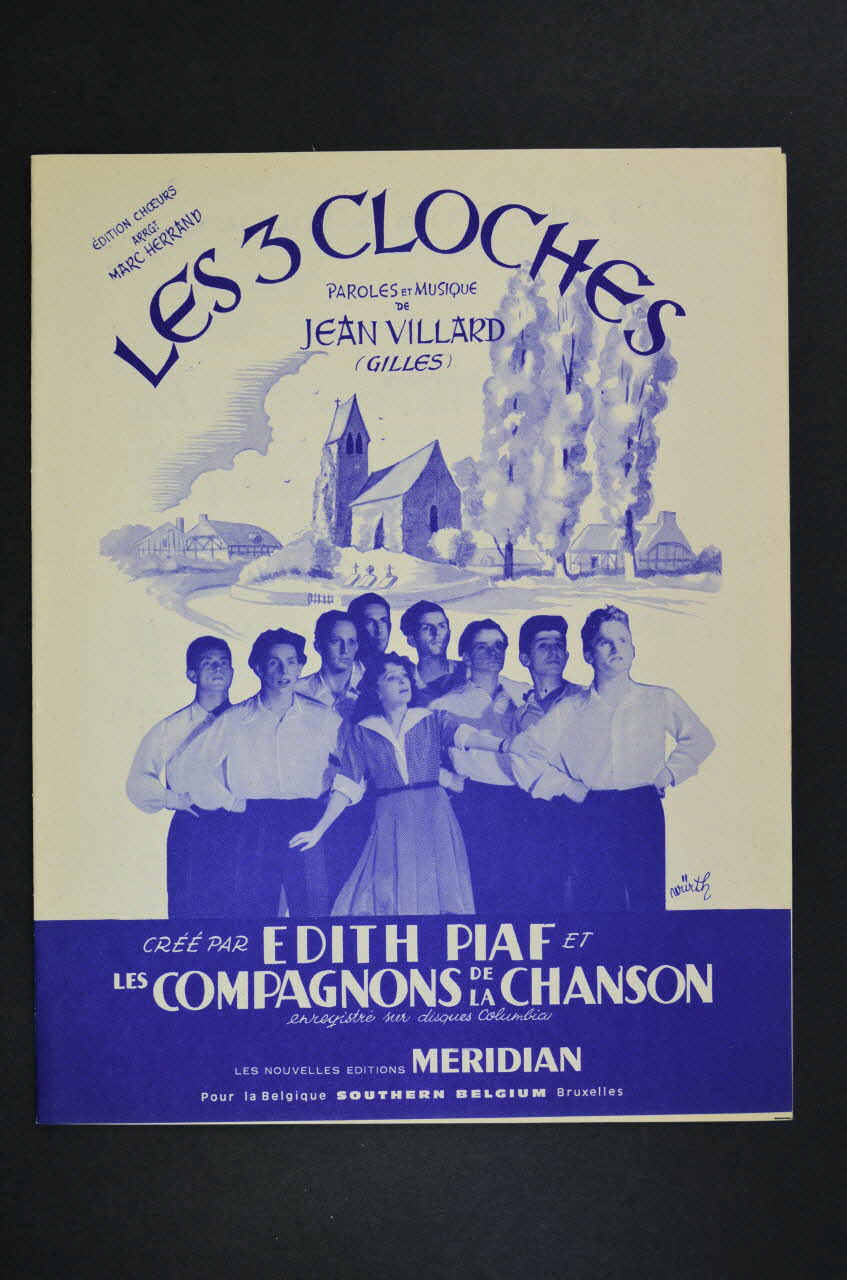 ÉDITION CHŒURS
ARRGT
MARC HERRAND
LES 3 CLOCHES
PAROLES ET MUSIQUE
DE
JEAN VILLARD
(GILLES)
würth
CRÉÉ PAR EDITH PIAF ET
LES COMPAGNONS DE LA CHANSON
enregistré sur disques Columbia
LES NOUVELLES EDITIONS MERIDIAN
Pour la Belgique SOUTHERN BELGIUM Bruxelles